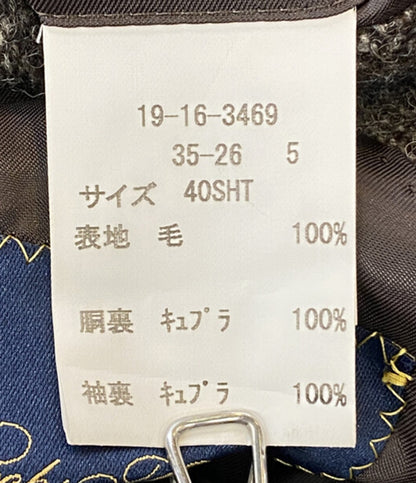 19-16-3469
35-26 5
サイズ 40SHT
表地 毛 100%
胴裏 ｷｭﾌﾟﾗ 100%
袖裏 ｷｭﾌﾟﾗ 100%